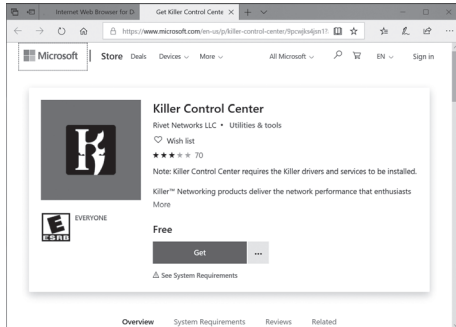 Internet Web Browser for D
Get Killer Control Cente
https://www.microsoft.com/en-us/p/killer-control-center/9pcwjks4jsn1?
Microsoft
Store
Deals
Devices
More
All Microsoft
EN
Sign in
Killer Control Center
Rivet Networks LLC • Utilities & tools
Wish list
70
Note: Killer Control Center requires the Killer drivers and services to be installed.
Killer™ Networking products deliver the network performance that enthusiasts
More
E
ESRB
EVERYONE
Free
Get
...
See System Requirements
Overview
System Requirements
Reviews
Related